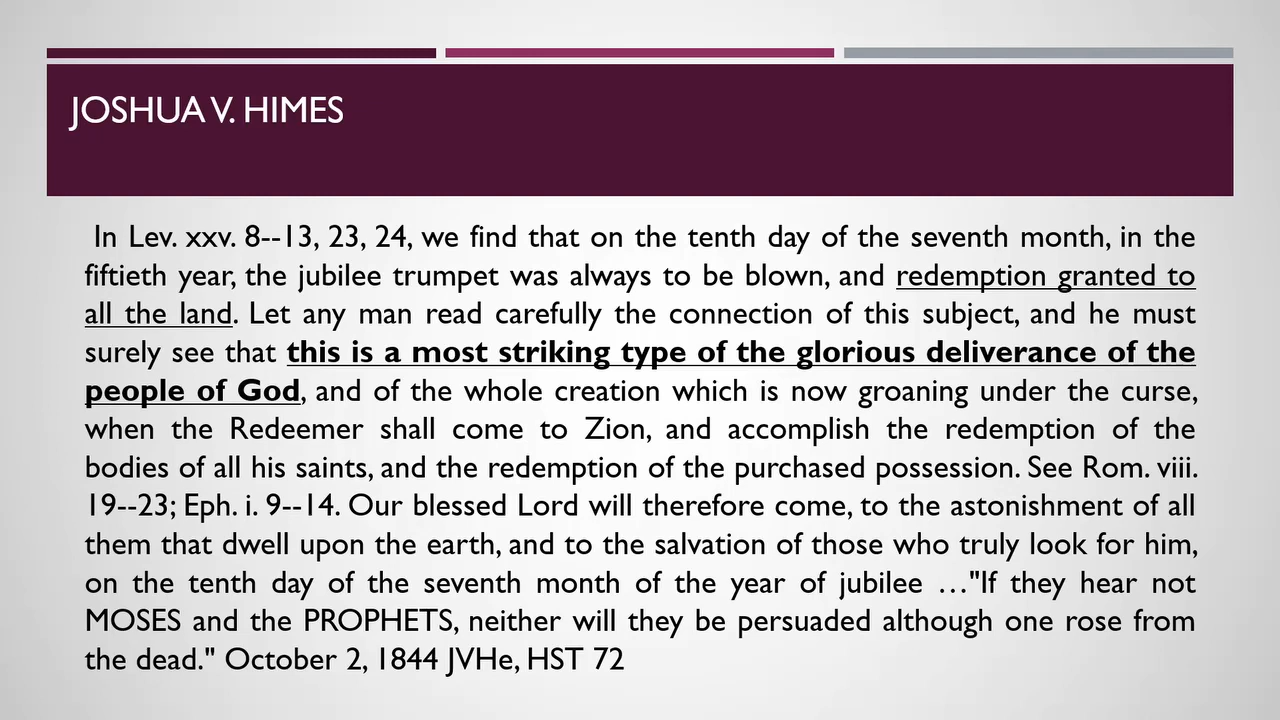 JOSHUA V. HIMES
In Lev. xxv. 8--13, 23, 24, we find that on the tenth day of the seventh month, in the
fiftieth year, the jubilee trumpet was always to be blown, and redemption granted to
all the land. Let any man read carefully the connection of this subject, and he must
surely see that this is a most striking type of the glorious deliverance of the
people of God, and of the whole creation which is now groaning under the curse,
when the Redeemer shall come to Zion, and accomplish the redemption of the
bodies of all his saints, and the redemption of the purchased possession. See Rom. viii.
19--23; Eph. i. 9--14. Our blessed Lord will therefore come, to the astonishment of all
them that dwell upon the earth, and to the salvation of those who truly look for him,
on the tenth day of the seventh month of the year of jubilee …"If they hear not
MOSES and the PROPHETS, neither will they be persuaded although one rose from
the dead." October 2, 1844 JVHe, HST 72